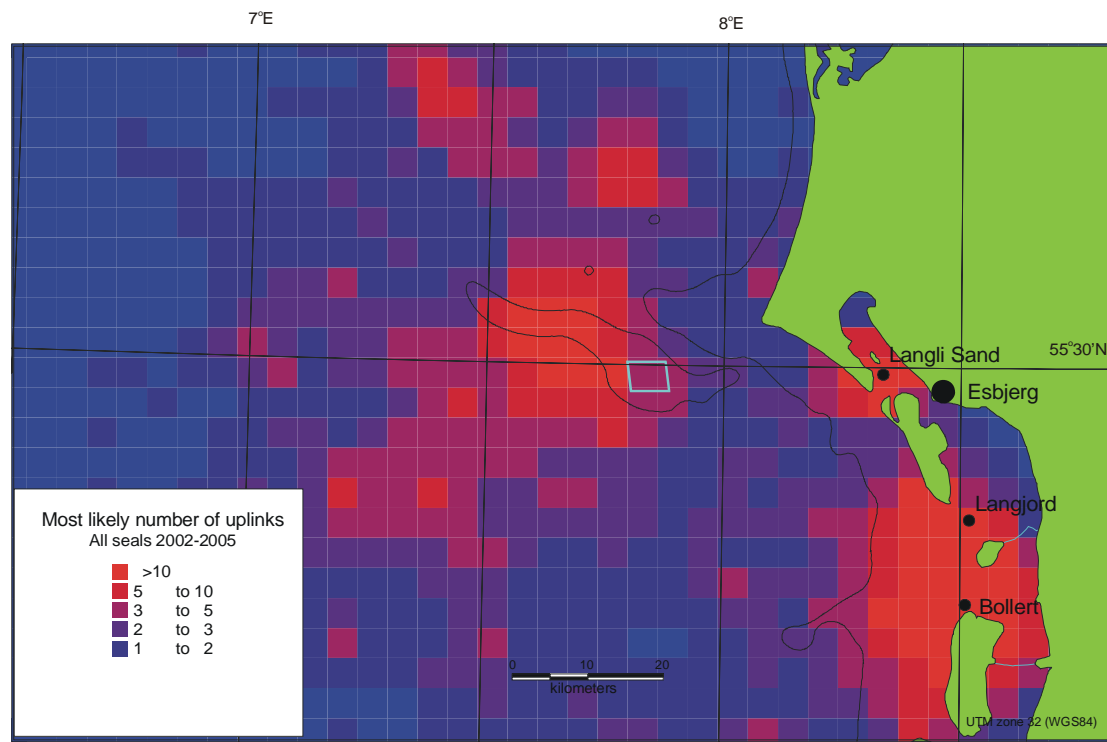 7°E
8°E
55°30'N
Langli Sand
Esbjerg
Langjord
Bollert
Most likely number of uplinks
All seals 2002-2005
>10
5 to 10
3 to 5
2 to 3
1 to 2
0 10 20
kilometers
UTM zone 32 (WGS84)